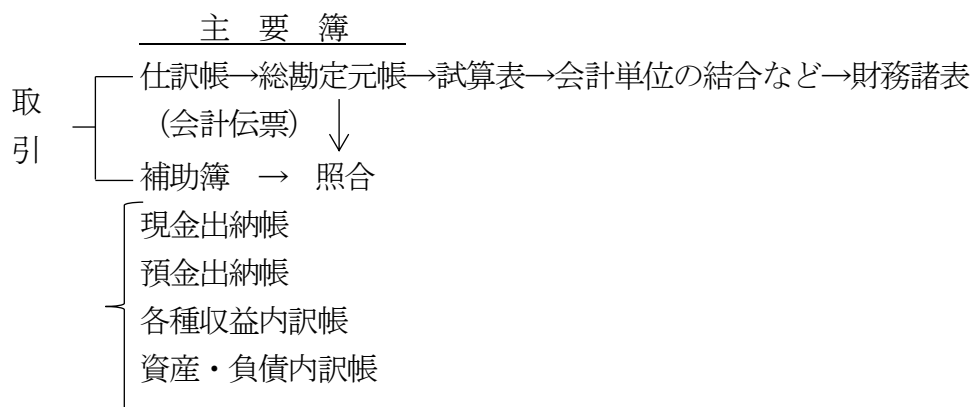 主 要 簿
仕訳帳→総勘定元帳→試算表→会計単位の結合など→財務諸表
取引
(会計伝票)
補助簿 → 照合
現金出納帳
預金出納帳
各種収益内訳帳
資産・負債内訳帳